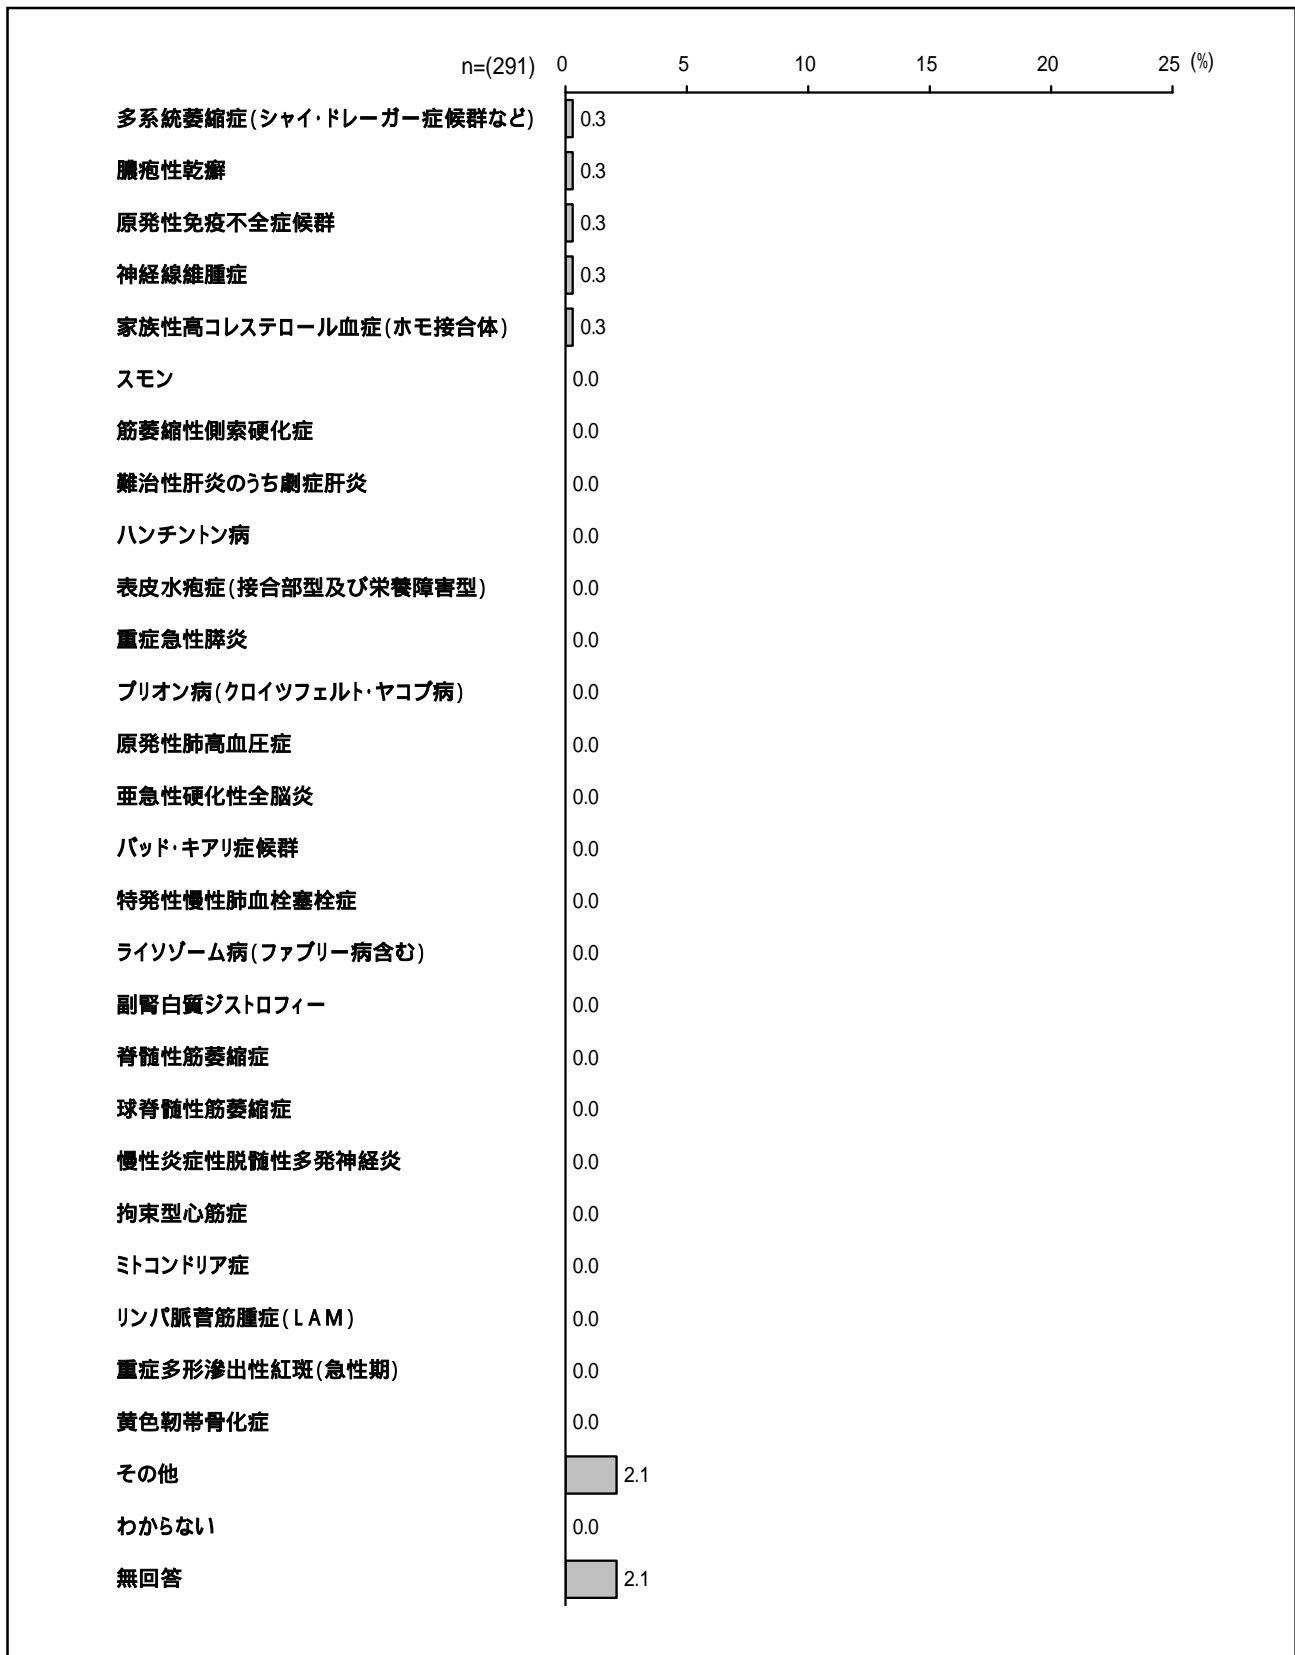 n=(291) 0 5 10 15 20 25 (%)
多系統萎縮症(シャイ・ドレーガー症候群など) 0.3
膿疱性乾癬 0.3
原発性免疫不全症候群 0.3
神経線維腫症 0.3
家族性高コレステロール血症(ホモ接合体) 0.3
スモン 0.0
筋萎縮性側索硬化症 0.0
難治性肝炎のうち劇症肝炎 0.0
ハンチントン病 0.0
表皮水疱症(接合部型及び栄養障害型) 0.0
重症急性膵炎 0.0
プリオン病(クロイツフェルト・ヤコブ病) 0.0
原発性肺高血圧症 0.0
亜急性硬化性全脳炎 0.0
バッド・キアリ症候群 0.0
特発性慢性肺血栓塞栓症 0.0
ライソゾーム病(ファブリー病含む) 0.0
副腎白質ジストロフィー 0.0
脊髄性筋萎縮症 0.0
球脊髄性筋萎縮症 0.0
慢性炎症性脱髄性多発神経炎 0.0
拘束型心筋症 0.0
ミトコンドリア症 0.0
リンパ脈菅筋腫症(LAM) 0.0
重症多形滲出性紅斑(急性期) 0.0
黄色靭帯骨化症 0.0
その他 2.1
わからない 0.0
無回答 2.1